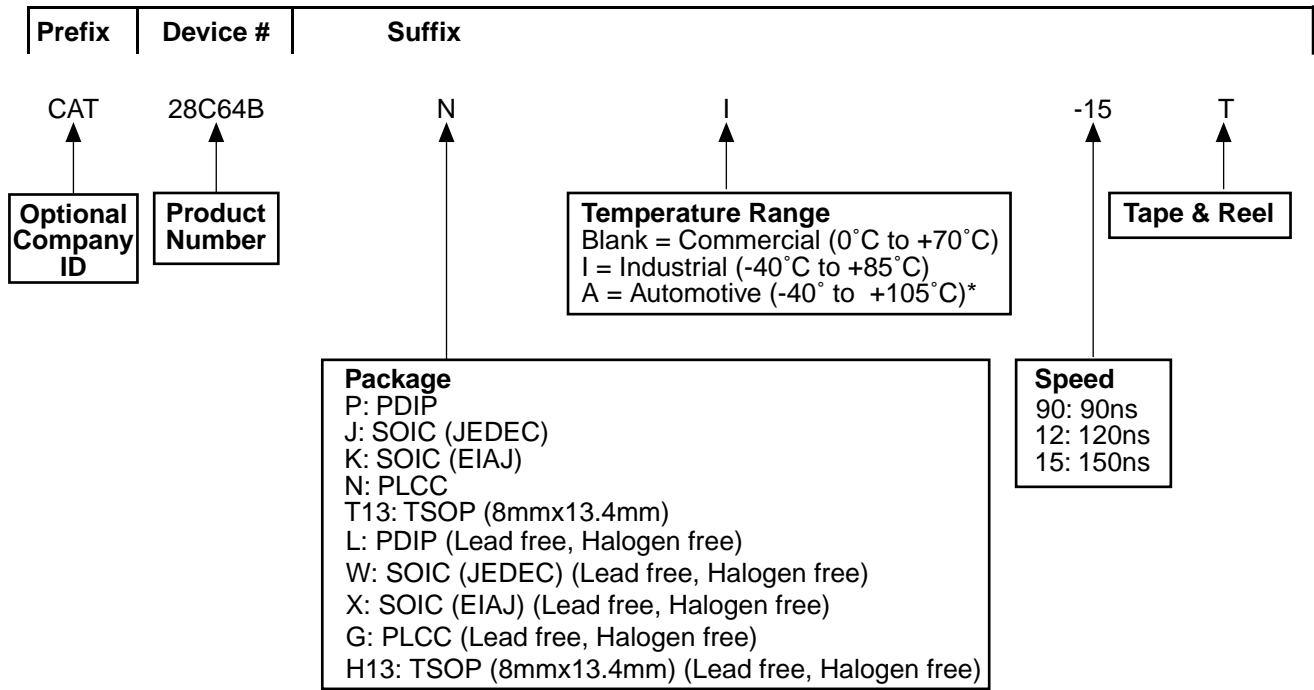 Prefix Device # Suffix
CAT 28C64B N I -15 T
Optional
Company
ID
Product
Number
Temperature Range
Blank = Commercial (0˚C to +70˚C)
I = Industrial (-40˚C to +85˚C)
A = Automotive (-40˚ to +105˚C)*
Tape & Reel
Package
P: PDIP
J: SOIC (JEDEC)
K: SOIC (EIAJ)
N: PLCC
T13: TSOP (8mmx13.4mm)
L: PDIP (Lead free, Halogen free)
W: SOIC (JEDEC) (Lead free, Halogen free)
X: SOIC (EIAJ) (Lead free, Halogen free)
G: PLCC (Lead free, Halogen free)
H13: TSOP (8mmx13.4mm) (Lead free, Halogen free)
Speed
90: 90ns
12: 120ns
15: 150ns